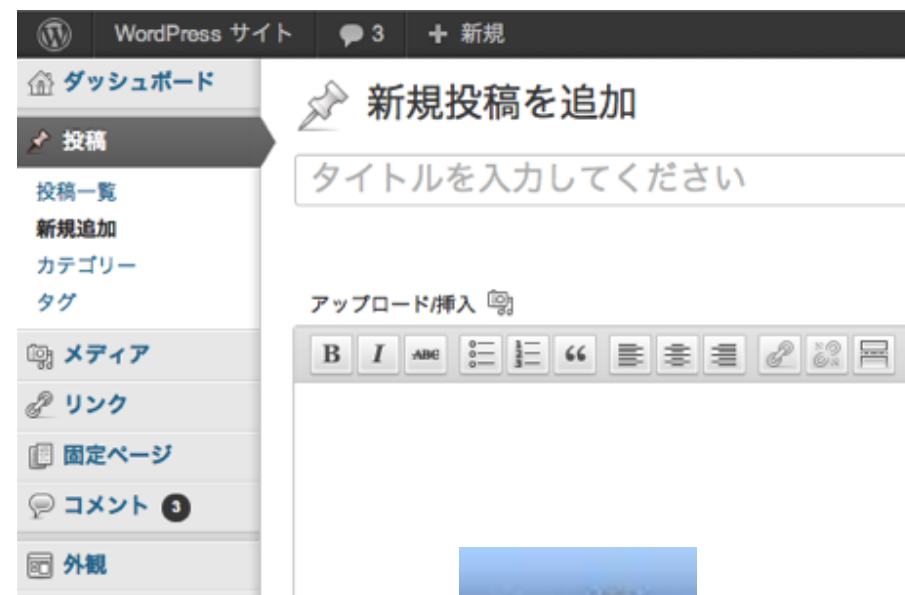 WordPress サイト 3 + 新規
ダッシュボード
投稿
投稿一覧
新規追加
カテゴリー
タグ
メディア
リンク
固定ページ
コメント 3
外観
新規投稿を追加
タイトルを入力してください
アップロード/挿入
B I ABC